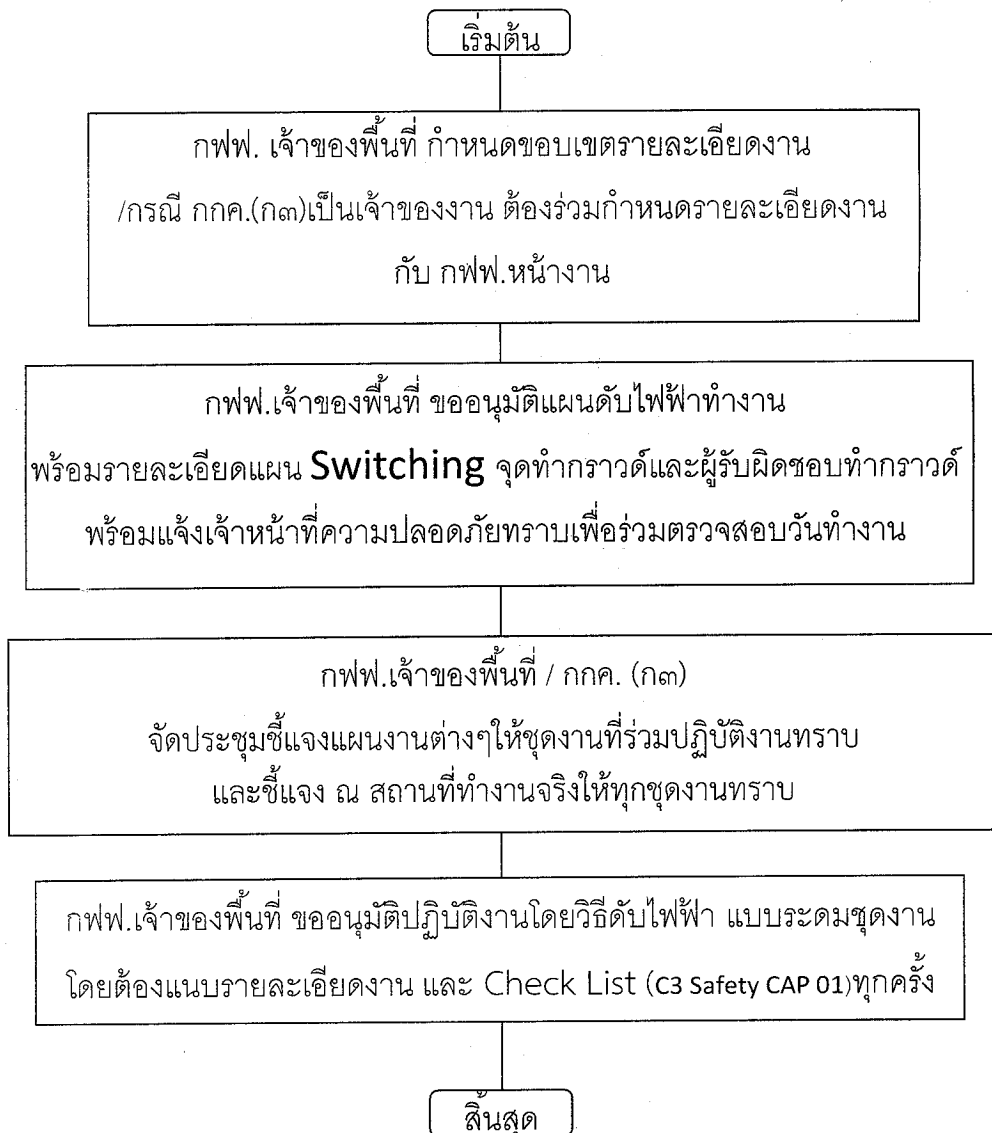 เริ่มต้น
กฟฟ. เจ้าของพื้นที่ กำหนดขอบเขตรายละเอียดงาน
/กรณี กกค.(ก๓)เป็นเจ้าของงาน ต้องร่วมกำหนดรายละเอียดงาน
กับ กฟฟ.หน้างาน
กฟฟ.เจ้าของพื้นที่ ขออนุมัติแผนดับไฟฟ้าทำงาน
พร้อมรายละเอียดแผน Switching จุดทำกราวด์และผู้รับผิดชอบทำกราวด์
พร้อมแจ้งเจ้าหน้าที่ความปลอดภัยทราบเพื่อร่วมตรวจสอบวันทำงาน
กฟฟ.เจ้าของพื้นที่ / กกค. (ก๓)
จัดประชุมชี้แจงแผนงานต่างๆให้ชุดงานที่ร่วมปฏิบัติงานทราบ
และชี้แจง ณ สถานที่ทำงานจริงให้ทุกชุดงานทราบ
กฟฟ.เจ้าของพื้นที่ ขออนุมัติปฏิบัติงานโดยวิธีดับไฟฟ้า แบบระดมชุดงาน
โดยต้องแนบรายละเอียดงาน และ Check List (C3 Safety CAP 01)ทุกครั้ง
สิ้นสุด